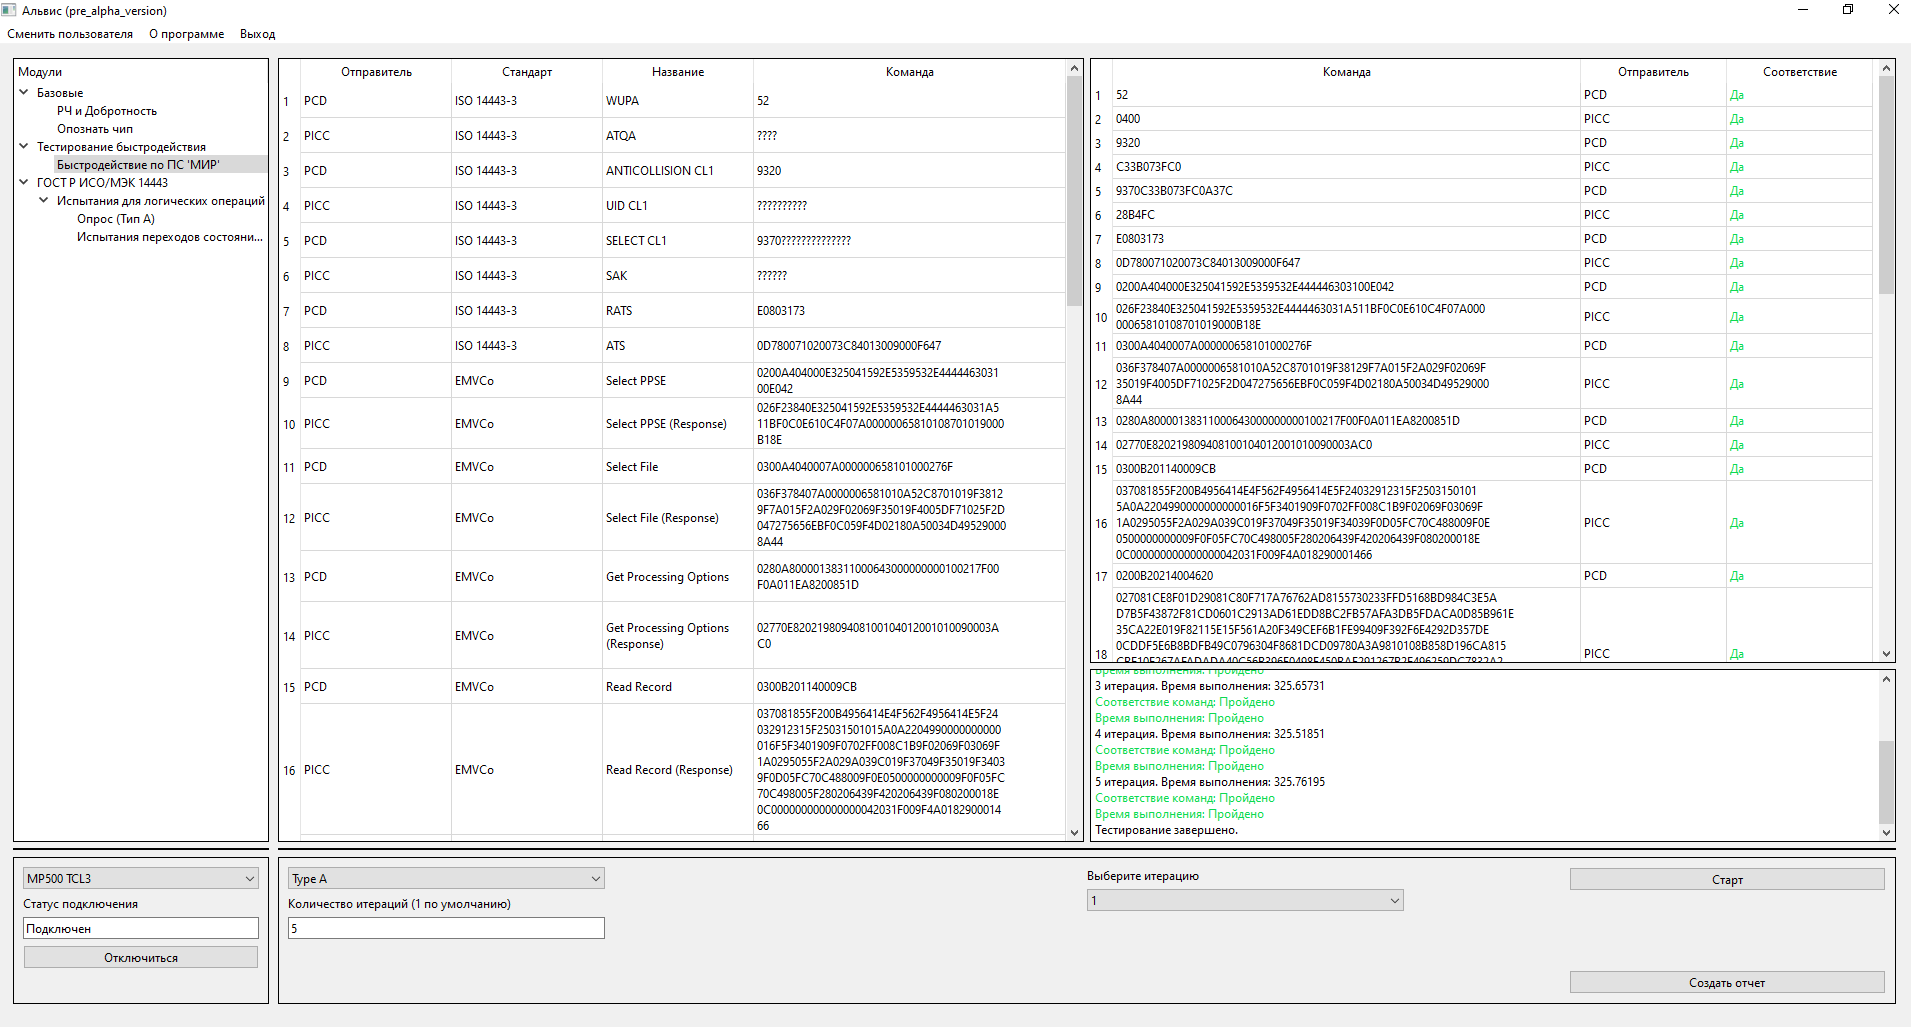 Альвис (pre_alpha_version)
Сменить пользователя О программе Выход
Модули
Базовые
РЧ и Добротность
Опознать чип
Тестирование быстродействия
Быстродействие по ПС 'МИР'
ГОСТ Р ИСО/МЭК 14443
Испытания для логических операций
Опрос (Тип A)
Испытания переходов состояни...
Отправитель Стандарт Название Команда
1 PCD ISO 14443-3 WUPA 52
2 PICC ISO 14443-3 ATQA ????
3 PCD ISO 14443-3 ANTICOLLISION CL1 9320
4 PICC ISO 14443-3 UID CL1 ??????????
5 PCD ISO 14443-3 SELECT CL1 9370??????????????
6 PICC ISO 14443-3 SAK ??????
7 PCD ISO 14443-3 RATS E0803173
8 PICC ISO 14443-3 ATS 0D780071020073C84013009000F647
9 PCD EMVCo Select PPSE 0200A404000E325041592E5359532E4444463031
00E042
10 PICC EMVCo Select PPSE (Response) 026F23840E325041592E5359532E4444463031A5
11BF0C0E610C4F07A00000065810108701019000
B18E
11 PCD EMVCo Select File 0300A4040007A000000658101000276F
12 PICC EMVCo Select File (Response) 036F378407A0000006581010A52C8701019F3812
9F7A015F2A029F02069F35019F4005DF71025F2D
047275656EBF0C059F4D02180A50034D49529000
8A44
13 PCD EMVCo Get Processing Options 0280A8000013831100064300000000100217F00
F0A011EA8200851D
14 PICC EMVCo Get Processing Options
(Response) 02770E82021980940810010401200101009000 3A
C0
15 PCD EMVCo Read Record 0300B201140009CB
16 PICC EMVCo Read Record (Response) 037081855F200B4956414E4F562F4956414E5F24
032912315F25031501015A0A2204990000000000
016F5F3401909F0702FF008C1B9F02069F03069F
1A0295055F2A029A039C019F37049F35019F3403
9F0D05FC70C488009F0E0500000000009F0F05FC
70C498005F280206439F420206439F080200018E
0C000000000000000042031F009F4A0182900014
66
Команда Отправитель Соответствие
1 52 PCD Да
2 0400 PICC Да
3 9320 PCD Да
4 C33B073FC0 PICC Да
5 9370C33B073FC0A37C PCD Да
6 28B4FC PICC Да
7 E0803173 PCD Да
8 0D780071020073C84013009000F647 PICC Да
9 0200A404000E325041592E5359532E444446303100E042 PCD Да
10 026F23840E325041592E5359532E4444463031A511BF0C0E610C4F07A000
00065810108701019000B18E PICC Да
11 0300A4040007A000000658101000276F PCD Да
12 036F378407A0000006581010A52C8701019F38129F7A015F2A029F02069F
35019F4005DF71025F2D047275656EBF0C059F4D02180A50034D49529000
8A44 PICC Да
13 0280A8000013831100064300000000100217F00F0A011EA8200851D PCD Да
14 02770E820219809408100104012001010090003AC0 PICC Да
15 0300B201140009CB PCD Да
16 037081855F200B4956414E4F562F4956414E5F24032912315F2503150101
5A0A2204990000000000016F5F3401909F0702FF008C1B9F02069F03069F
1A0295055F2A029A039C019F37049F35019F34039F0D05FC70C488009F0E
0500000000009F0F05FC70C498005F280206439F420206439F080200018E
0C000000000000000042031F009F4A018290001466 PICC Да
17 0200B20214004620 PCD Да
18 027081CE8F01D29081C80F717A76762AD8155730233FFD5168BD984C3E5A
D7B5F43872F81CD0601C2913AD61EDD8BC2FB57AFA3DB5FDACA0D85B961E
35CA22E019F82115E15F561A20F349CEF6B1FE99409F392F6E4292D357DE
0CDDF5E6B8BDFB49C0796304F8681DCD09780A3A9810108B858D196CA815
PICC Да
Время выполнения: Пройдено
3 итерация. Время выполнения: 325.65731
Соответствие команд: Пройдено
Время выполнения: Пройдено
4 итерация. Время выполнения: 325.51851
Соответствие команд: Пройдено
Время выполнения: Пройдено
5 итерация. Время выполнения: 325.76195
Соответствие команд: Пройдено
Время выполнения: Пройдено
Тестирование завершено.
MP500 TCL3
Статус подключения
Подключен
Отключиться
Type A
Количество итераций (1 по умолчанию)
5
Выберите итерацию
1
Старт
Создать отчет